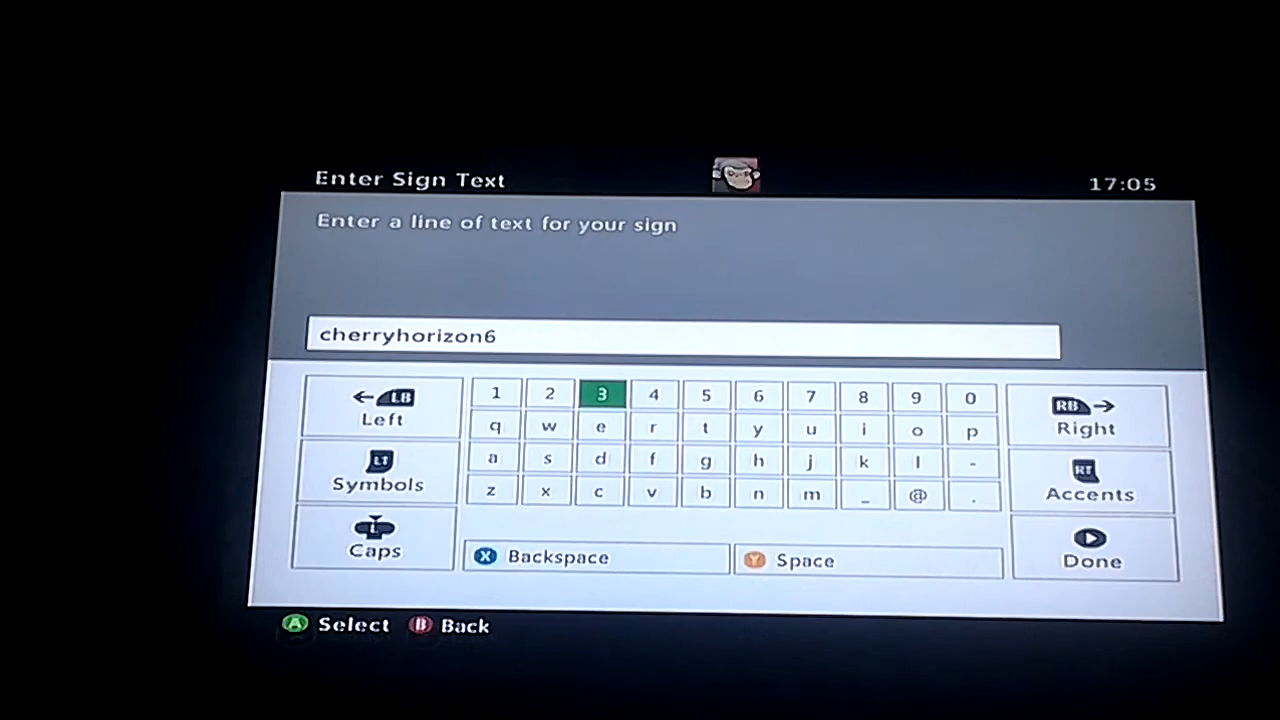 Enter Sign Text
17:05
Enter a line of text for your sign
cherryhorizon6
LB
Left
1 2 3 4 5 6 7 8 9 0
RB
Right
q w e r t y u i o p
LT
Symbols
a s d f g h j k l -
RT
Accents
z x c v b n m _ @ .
L
Caps
X Backspace
Y Space
Done
A Select B Back